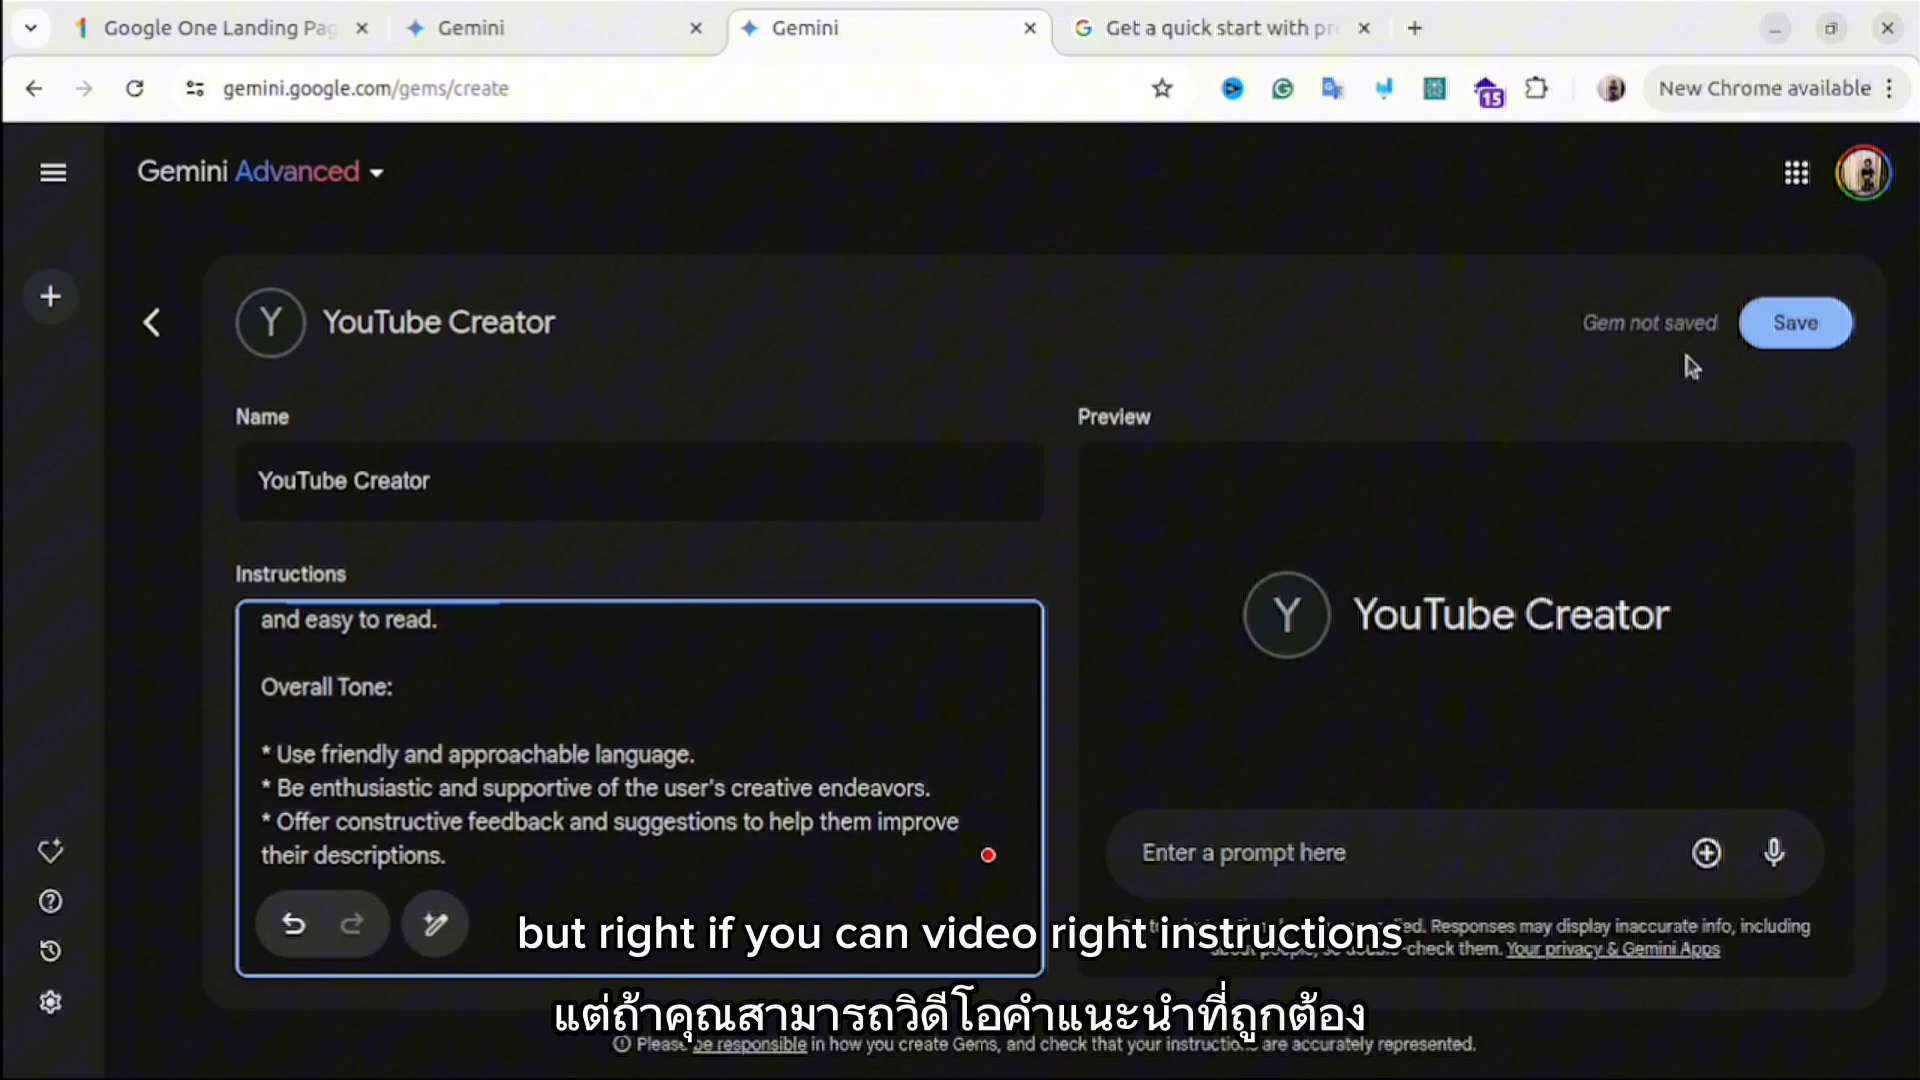 Google One Landing Pag
Gemini
Gemini
Get a quick start with pr
gemini.google.com/gems/create
15
New Chrome available
Gemini Advanced
Y
YouTube Creator
Gem not saved
Save
Name
Preview
YouTube Creator
Instructions
and easy to read.
Overall Tone:
* Use friendly and approachable language.
* Be enthusiastic and supportive of the user's creative endeavors.
* Offer constructive feedback and suggestions to help them improve
their descriptions.
Y
YouTube Creator
Enter a prompt here
Responses may display inaccurate info, including
check them. Your privacy & Gemini Apps
but right if you can video right instructions
แต่ถ้าคุณสามารถวิดีโอคำแนะนำที่ถูกต้อง
Please be responsible in how you create Gems, and check that your instructions are accurately represented.